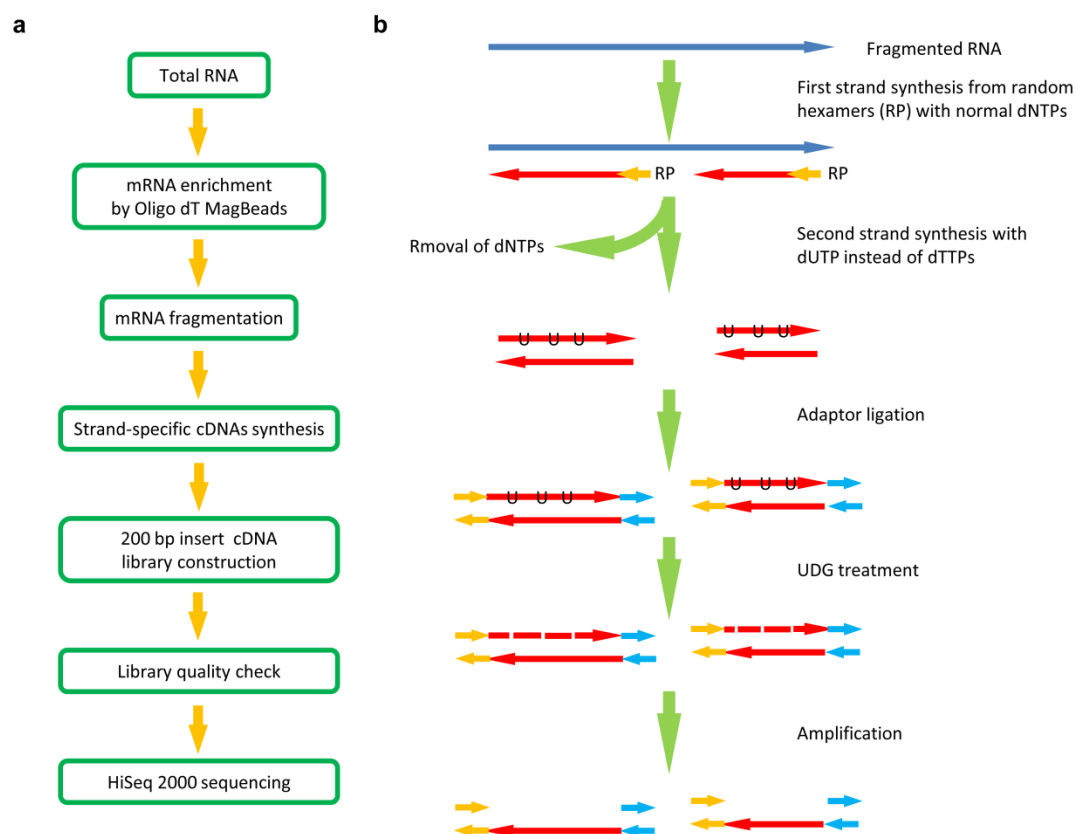 a
Total RNA
mRNA enrichment
by Oligo dT MagBeads
mRNA fragmentation
Strand-specific cDNAs synthesis
200 bp insert cDNA
library construction
Library quality check
HiSeq 2000 sequencing
b
Fragmented RNA
First strand synthesis from random
hexamers (RP) with normal dNTPs
RP
RP
Rmoval of dNTPs
Second strand synthesis with
dUTP instead of dTTPs
U U U
U U U
Adaptor ligation
U U U
U U U
UDG treatment
Amplification